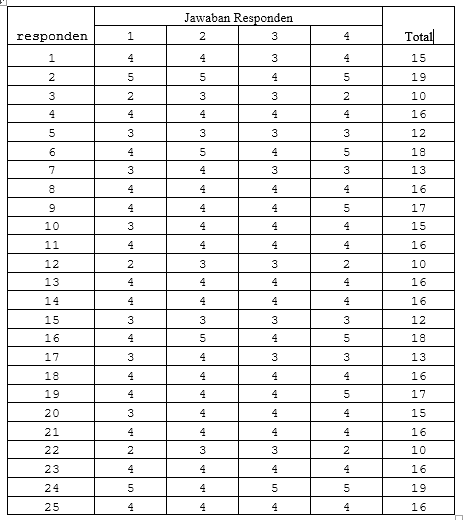 Jawaban Responden
responden 1 2 3 4 Total
1 4 4 3 4 15
2 5 5 4 5 19
3 2 3 3 2 10
4 4 4 4 4 16
5 3 3 3 3 12
6 4 5 4 5 18
7 3 4 3 3 13
8 4 4 4 4 16
9 4 4 4 5 17
10 3 4 4 4 15
11 4 4 4 4 16
12 2 3 3 2 10
13 4 4 4 4 16
14 4 4 4 4 16
15 3 3 3 3 12
16 4 5 4 5 18
17 3 4 3 3 13
18 4 4 4 4 16
19 4 4 4 5 17
20 3 4 4 4 15
21 4 4 4 4 16
22 2 3 3 2 10
23 4 4 4 4 16
24 5 4 5 5 19
25 4 4 4 4 16